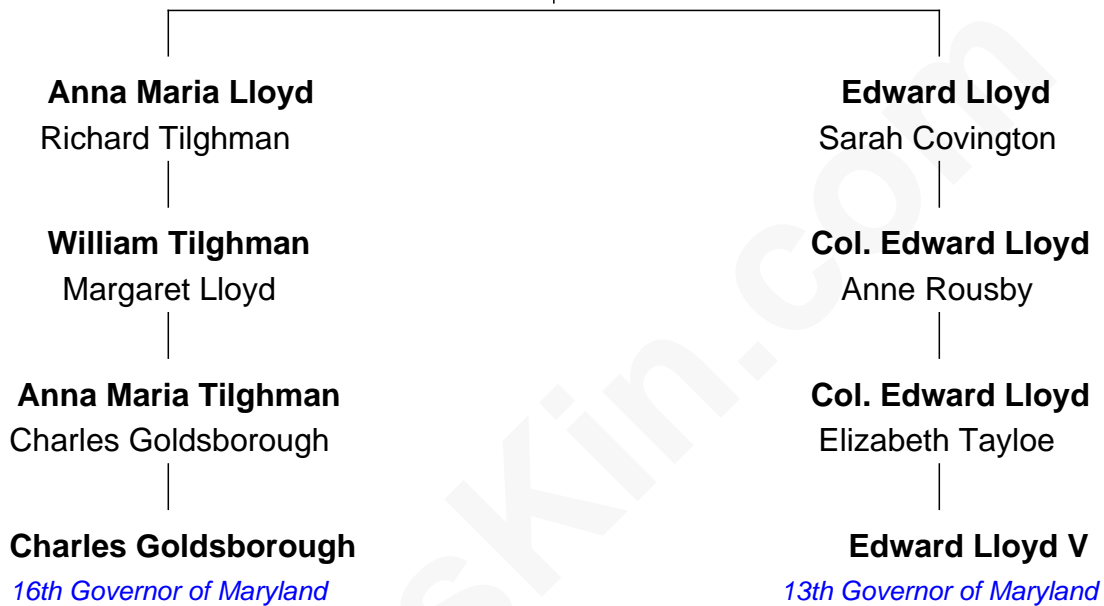 Anna Maria Lloyd
Richard Tilghman
William Tilghman
Margaret Lloyd
Anna Maria Tilghman
Charles Goldsborough
Charles Goldsborough
16th Governor of Maryland
Edward Lloyd
Sarah Covington
Col. Edward Lloyd
Anne Rousby
Col. Edward Lloyd
Elizabeth Tayloe
Edward Lloyd V
13th Governor of Maryland